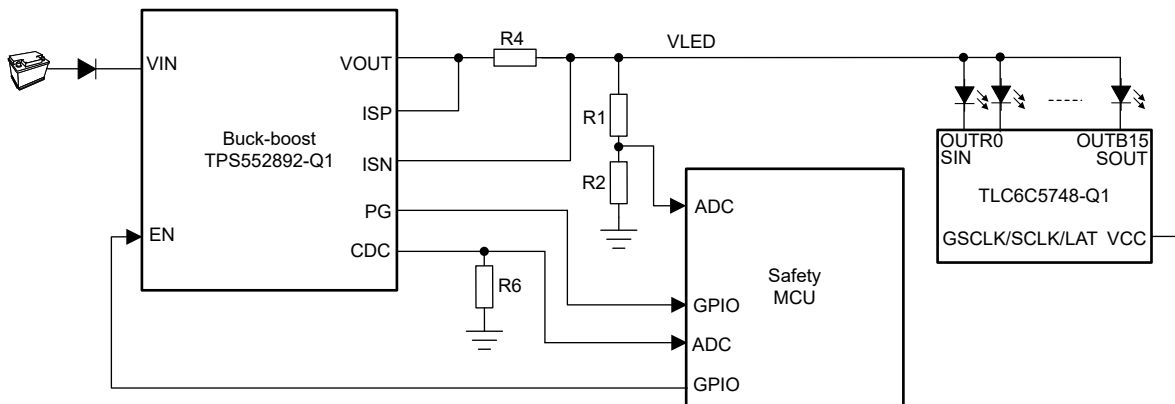 R4
VLED
VIN
VOUT
ISP
R1
Buck-boost
TPS552892-Q1
OUTR0
OUTB15
SIN
SOUT
ISN
R2
TLC6C5748-Q1
PG
ADC
EN
GSCLK/SCLK/LAT
VCC
CDC
Safety
MCU
R6
GPIO
ADC
GPIO